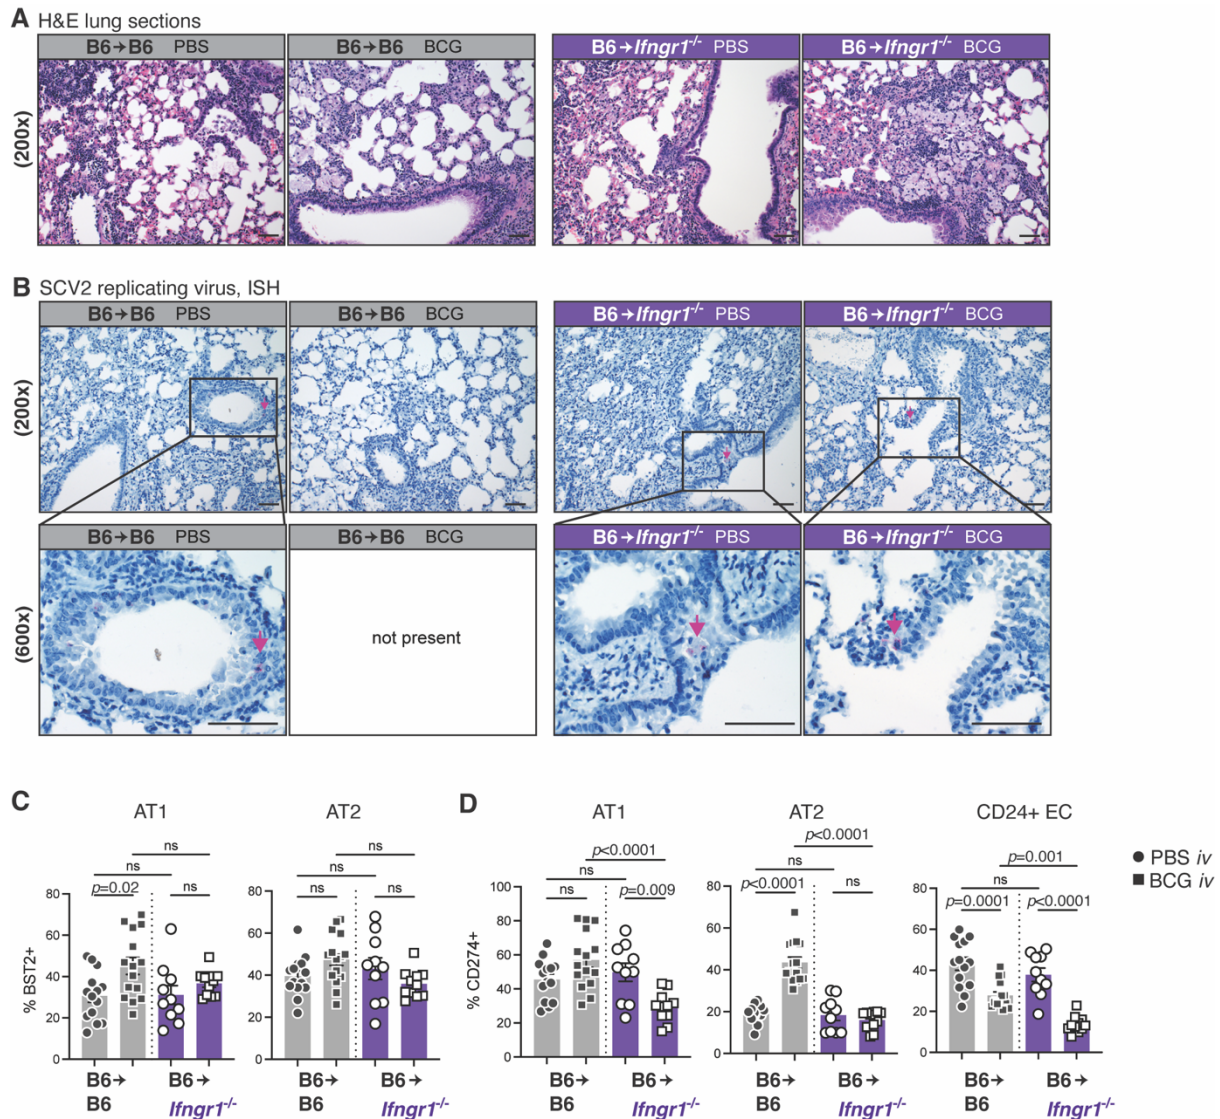 A H&E lung sections
B6→B6 PBS
B6→B6 BCG
B6→Ifngr1-/- PBS
B6→Ifngr1-/- BCG
(200x)
B SCV2 replicating virus, ISH
B6→B6 PBS
B6→B6 BCG
B6→Ifngr1-/- PBS
B6→Ifngr1-/- BCG
(200x)
B6→B6 PBS
B6→B6 BCG
B6→Ifngr1-/- PBS
B6→Ifngr1-/- BCG
(600x)
not present
C
AT1
ns
ns
p=0.02
ns
% BST2+
80
60
40
20
0
B6→
B6
B6→
Ifngr1-/-
AT2
ns
ns
ns
ns
80
60
40
20
0
B6→
B6
B6→
Ifngr1-/-
D
AT1
p<0.0001
ns
ns
p=0.009
% CD274+
100
80
60
40
20
0
B6→
B6
B6→
Ifngr1-/-
AT2
p<0.0001
ns
p<0.0001
ns
80
60
40
20
0
B6→
B6
B6→
Ifngr1-/-
CD24+ EC
p=0.001
ns
p=0.0001
p<0.0001
80
60
40
20
0
B6→
B6
B6→
Ifngr1-/-
PBS iv
BCG iv